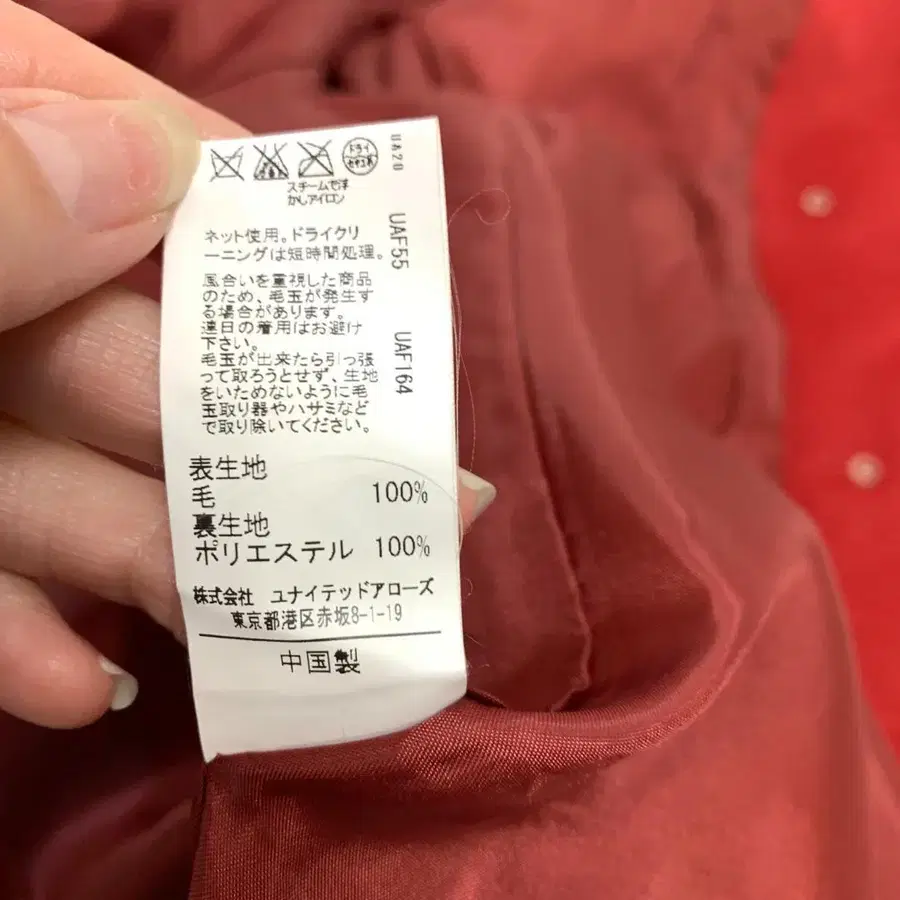 ドライ
セキユ系
スチームで浮
かしアイロン
ネット使用。ドライクリ
ーニングは短時間処理。
風合いを重視した商品
のため、毛玉が発生す
る場合があります。
連日の着用はお避け
下さい。
毛玉が出来たら引っ張
って取ろうとせず、生地
をいためないように毛
玉取り器やハサミなど
で取り除いてください。
表生地
毛 100%
裏生地
ポリエステル 100%
株式会社 ユナイテッドアローズ
東京都港区赤坂8-1-19
中国製
UA20
UAF55
UAF164